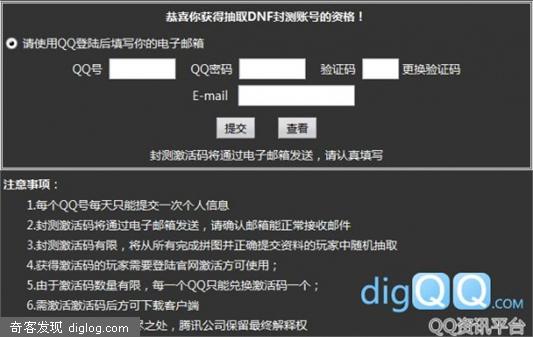 恭喜你获得抽取DNF封测账号的资格！
请使用QQ登陆后填写你的电子邮箱
QQ号 QQ密码 验证码 更换验证码
E-mail
提交 查看
封测激活码将通过电子邮箱发送，请认真填写
注意事项：
1.每个QQ号每天只能提交一次个人信息
2.封测激活码将通过电子邮箱发送，请确认邮箱能正常接收邮件
3.封测激活码有限，将从所有完成拼图并正确提交资料的玩家中随机抽取
4.获得激活码的玩家需要登陆官网激活方可使用；
5.由于激活码数量有限，每一个QQ只能兑换激活码一个；
6.需激活激活码后方可下载客户端
尽之处，腾讯公司保留最终解释权
digQQ.COM
QQ资讯平台
奇客发现 diglog.com